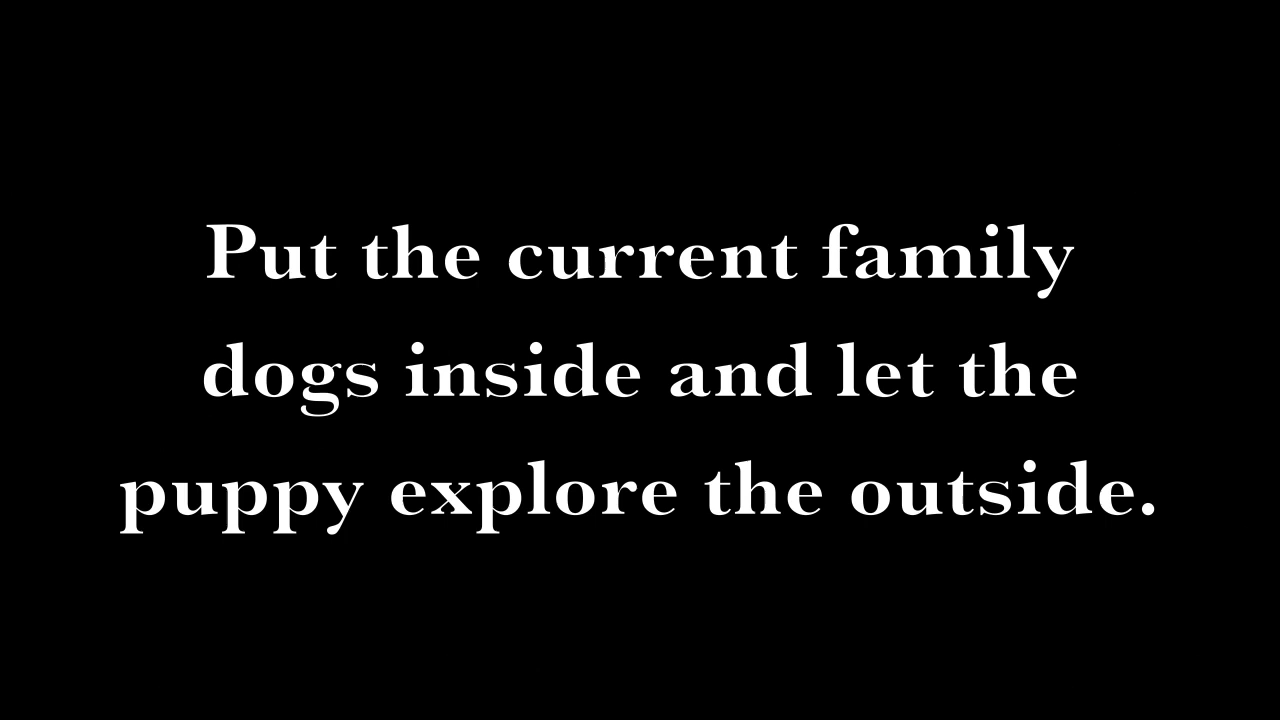 Put the current family
dogs inside and let the
puppy explore the outside.